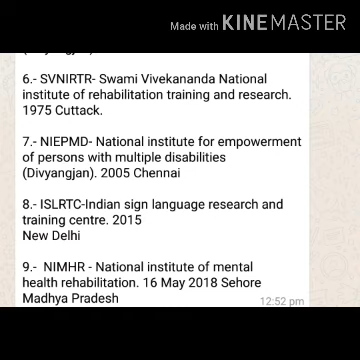 Made with KINEMASTER
(Divyangjan).
6.- SVNIRTR- Swami Vivekananda National
institute of rehabilitation training and research.
1975 Cuttack.
7.- NIEPMD- National institute for empowerment
of persons with multiple disabilities
(Divyangjan). 2005 Chennai
8.- ISLRTC-Indian sign language research and
training centre. 2015
New Delhi
9.- NIMHR - National institute of mental
health rehabilitation. 16 May 2018 Sehore
Madhya Pradesh
12:52 pm